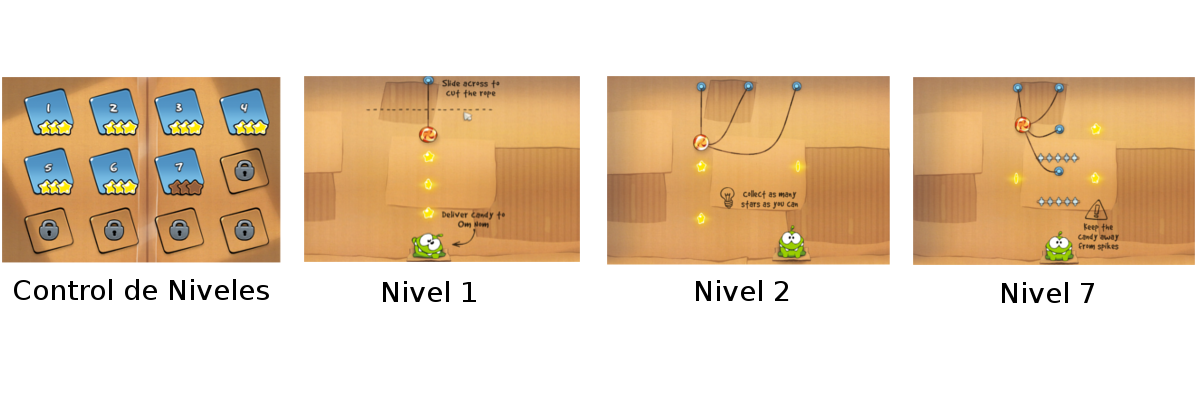 1 2 3 4
5 6 7
Slide across to
cut the rope
Deliver candy to
Om Nom
Collect as many
stars as you can
Keep the
candy away
from spikes
Control de Niveles
Nivel 1
Nivel 2
Nivel 7